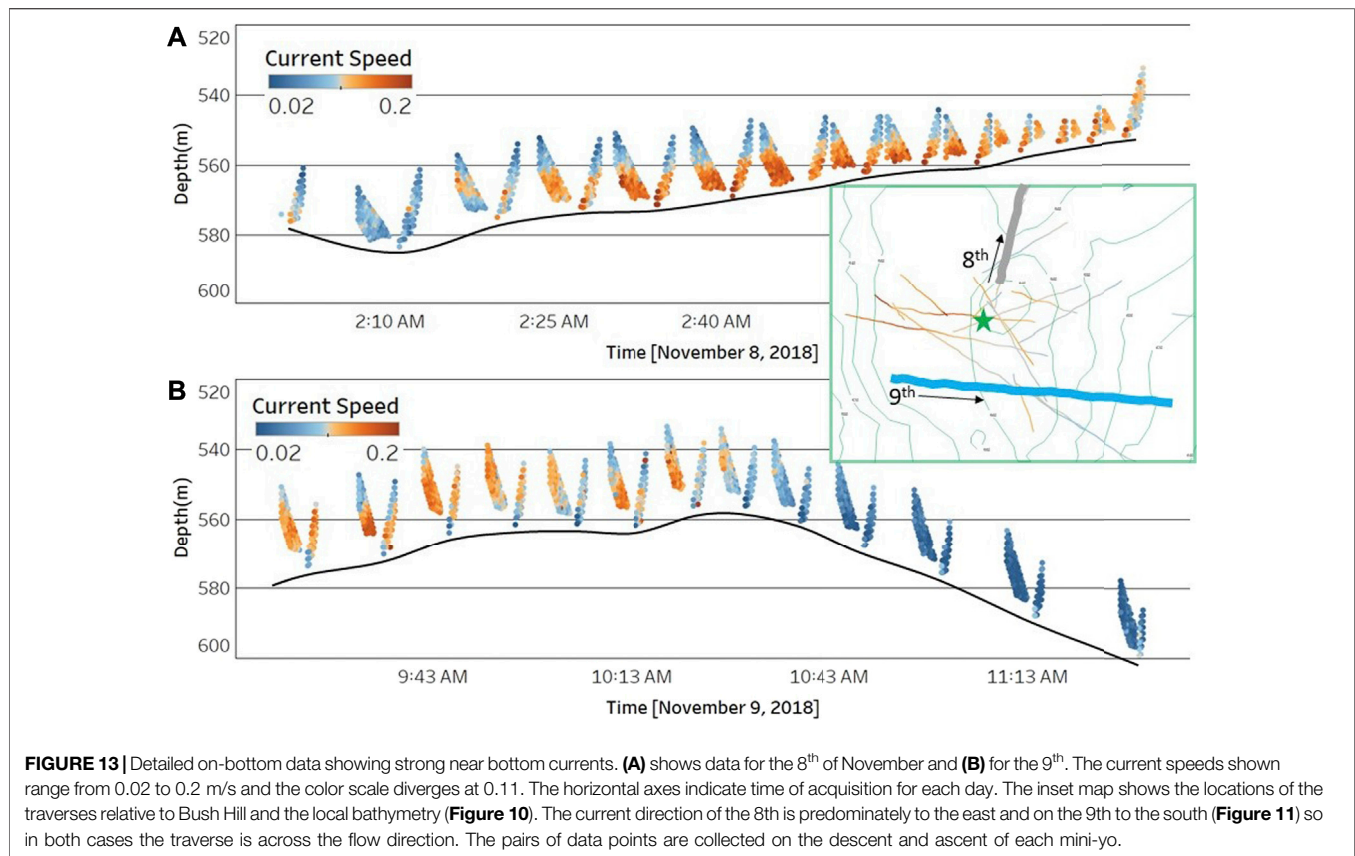 A
520
540
560
580
600
Depth(m)
Current Speed
0.02 0.2
2:10 AM 2:25 AM 2:40 AM
Time [November 8, 2018]
8th
9th
B
520
540
560
580
600
Depth(m)
Current Speed
0.02 0.2
9:43 AM 10:13 AM 10:43 AM 11:13 AM
Time [November 9, 2018]
FIGURE 13 | Detailed on-bottom data showing strong near bottom currents. (A) shows data for the 8th of November and (B) for the 9th. The current speeds shown
range from 0.02 to 0.2 m/s and the color scale diverges at 0.11. The horizontal axes indicate time of acquisition for each day. The inset map shows the locations of the
traverses relative to Bush Hill and the local bathymetry (Figure 10). The current direction of the 8th is predominately to the east and on the 9th to the south (Figure 11) so
in both cases the traverse is across the flow direction. The pairs of data points are collected on the descent and ascent of each mini-yo.